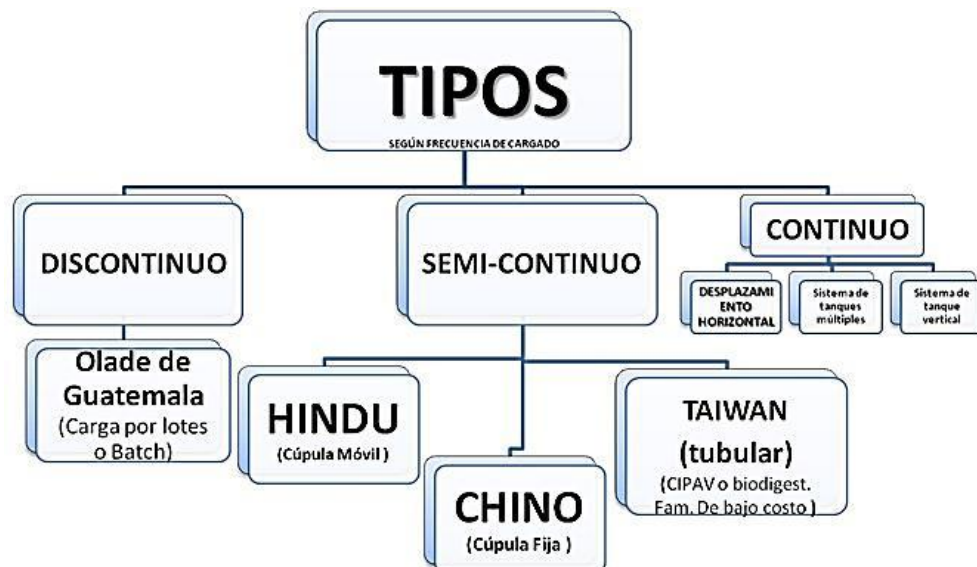 TIPOS
SEGÚN FRECUENCIA DE CARGADO
DISCONTINUO
SEMI-CONTINUO
CONTINUO
DESPLAZAMI
ENTO
HORIZONTAL
Sistema de
tanques
múltiples
Sistema de
tanque
vertical
Olade de
Guatemala
(Carga por lotes
o Batch)
HINDU
(Cúpula Móvil )
CHINO
(Cúpula Fija )
TAIWAN
(tubular)
(CIPAV o biodigest.
Fam. De bajo costo )